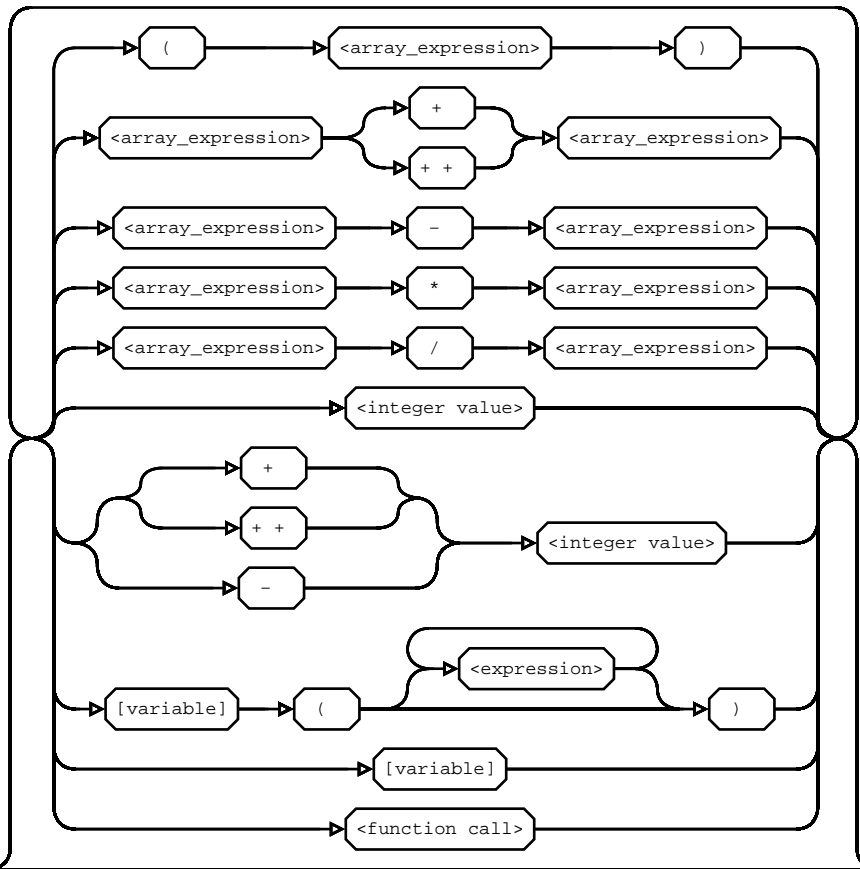 ( <array_expression> )
+
<array_expression> <array_expression>
+ +
<array_expression> - <array_expression>
<array_expression> * <array_expression>
<array_expression> / <array_expression>
<integer value>
+
+ +
<integer value>
-
<expression>
[variable] ( )
[variable]
<function call>